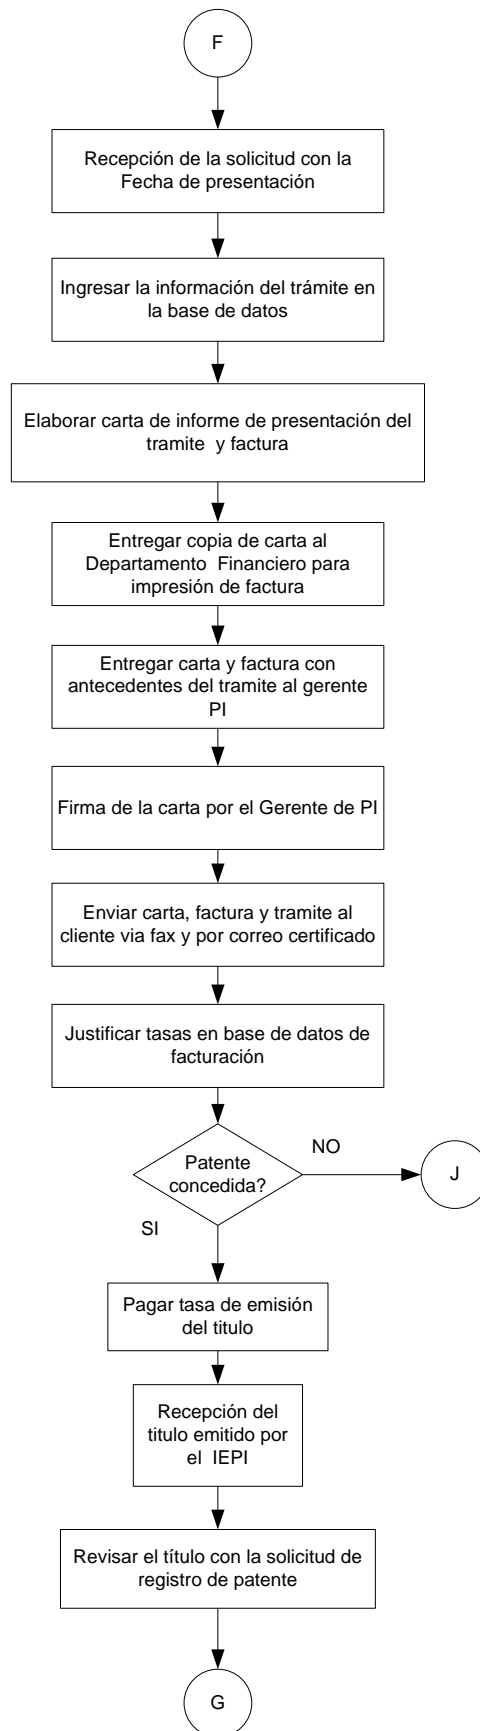 F
Recepción de la solicitud con la
Fecha de presentación
Ingresar la información del trámite en
la base de datos
Elaborar carta de informe de presentación del
tramite y factura
Entregar copia de carta al
Departamento Financiero para
impresión de factura
Entregar carta y factura con
antecedentes del tramite al gerente
PI
Firma de la carta por el Gerente de PI
Enviar carta, factura y tramite al
cliente via fax y por correo certificado
Justificar tasas en base de datos de
facturación
Patente
concedida?
NO
J
SI
Pagar tasa de emisión
del titulo
Recepción del
titulo emitido por
el IEPI
Revisar el título con la solicitud de
registro de patente
G